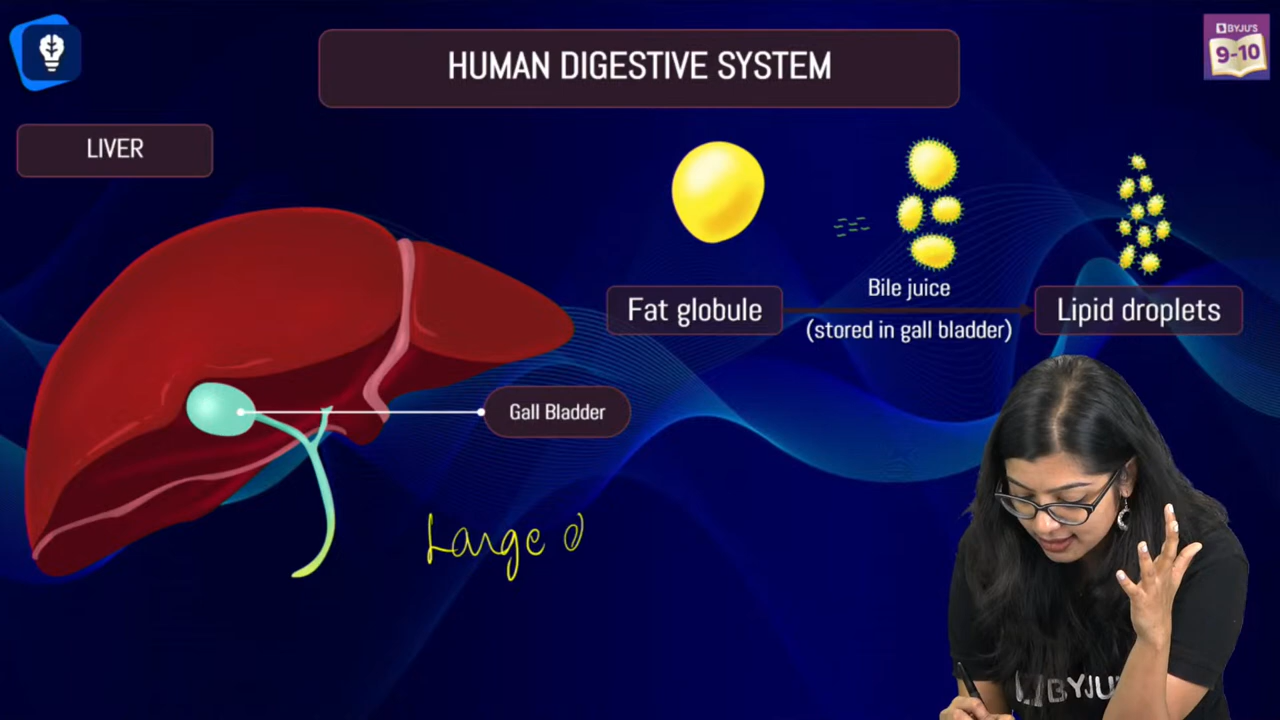 HUMAN DIGESTIVE SYSTEM
BYJU'S
9-10
LIVER
Fat globule
Bile juice
(stored in gall bladder)
Lipid droplets
Gall Bladder
Large
BYJU'